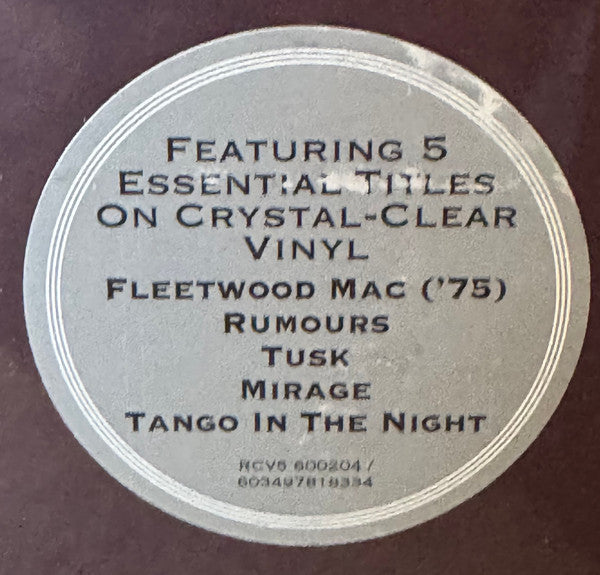 FEATURING 5
ESSENTIAL TITLES
ON CRYSTAL-CLEAR
VINYL
FLEETWOOD MAC ('75)
RUMOURS
TUSK
MIRAGE
TANGO IN THE NIGHT
RCV5 600204 /
603497819334